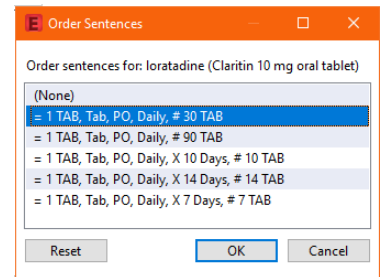 E Order Sentences
Order sentences for: loratadine (Claritin 10 mg oral tablet)
(None)
= 1 TAB, Tab, PO, Daily, # 30 TAB
= 1 TAB, Tab, PO, Daily, # 90 TAB
= 1 TAB, Tab, PO, Daily, X 10 Days, # 10 TAB
= 1 TAB, Tab, PO, Daily, X 14 Days, # 14 TAB
= 1 TAB, Tab, PO, Daily, X 7 Days, # 7 TAB
Reset OK Cancel